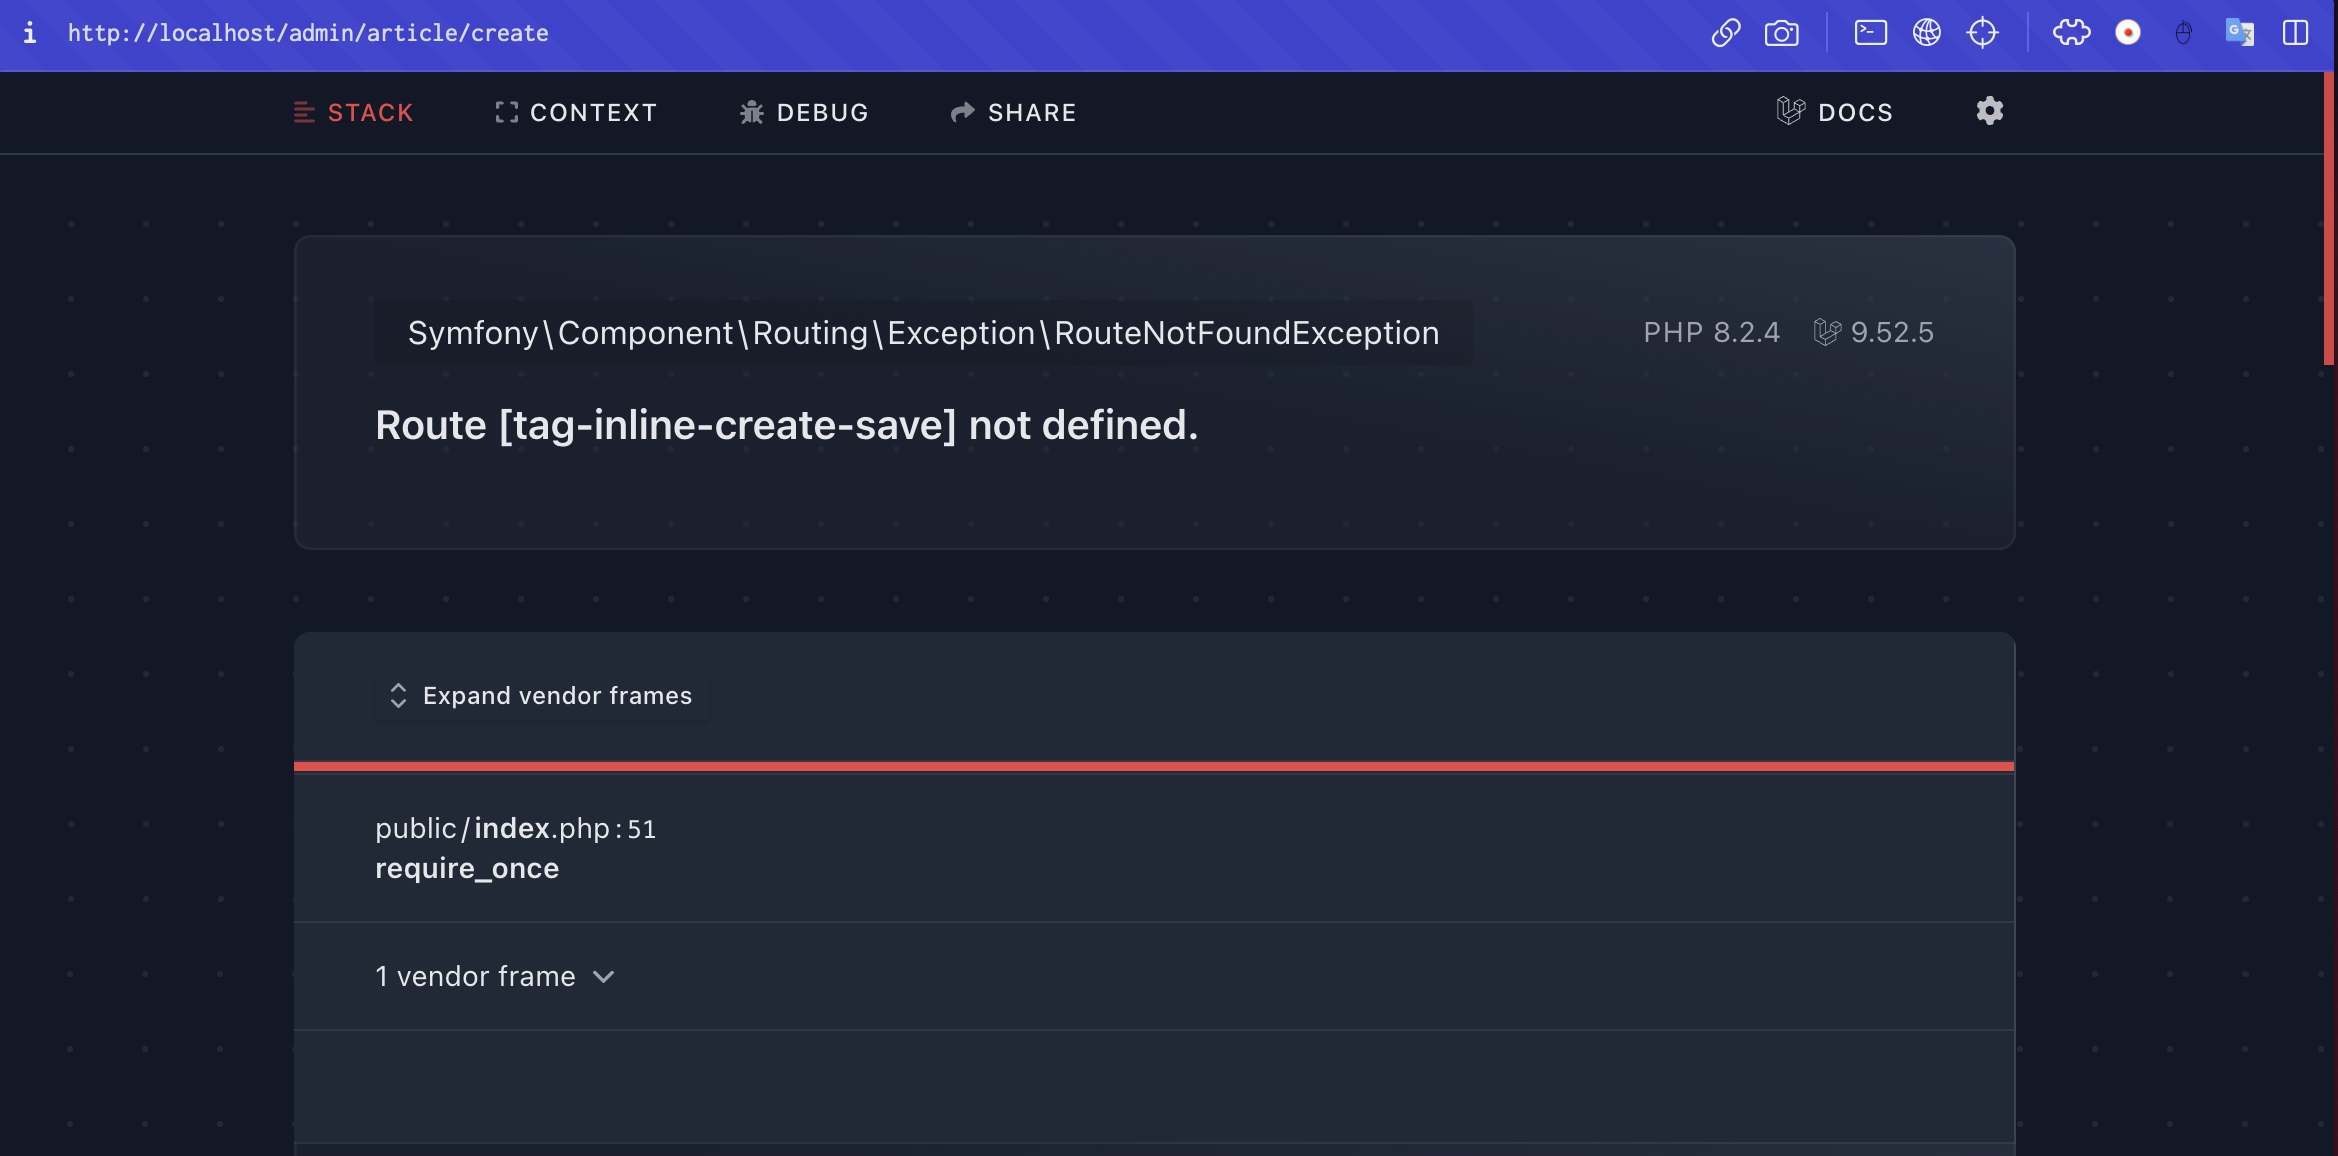 http://localhost/admin/article/create
STACK CONTEXT DEBUG SHARE DOCS
Symfony\Component\Routing\Exception\RouteNotFoundException
PHP 8.2.4 9.52.5
Route [tag-inline-create-save] not defined.
Expand vendor frames
public/index.php:51
require_once
1 vendor frame